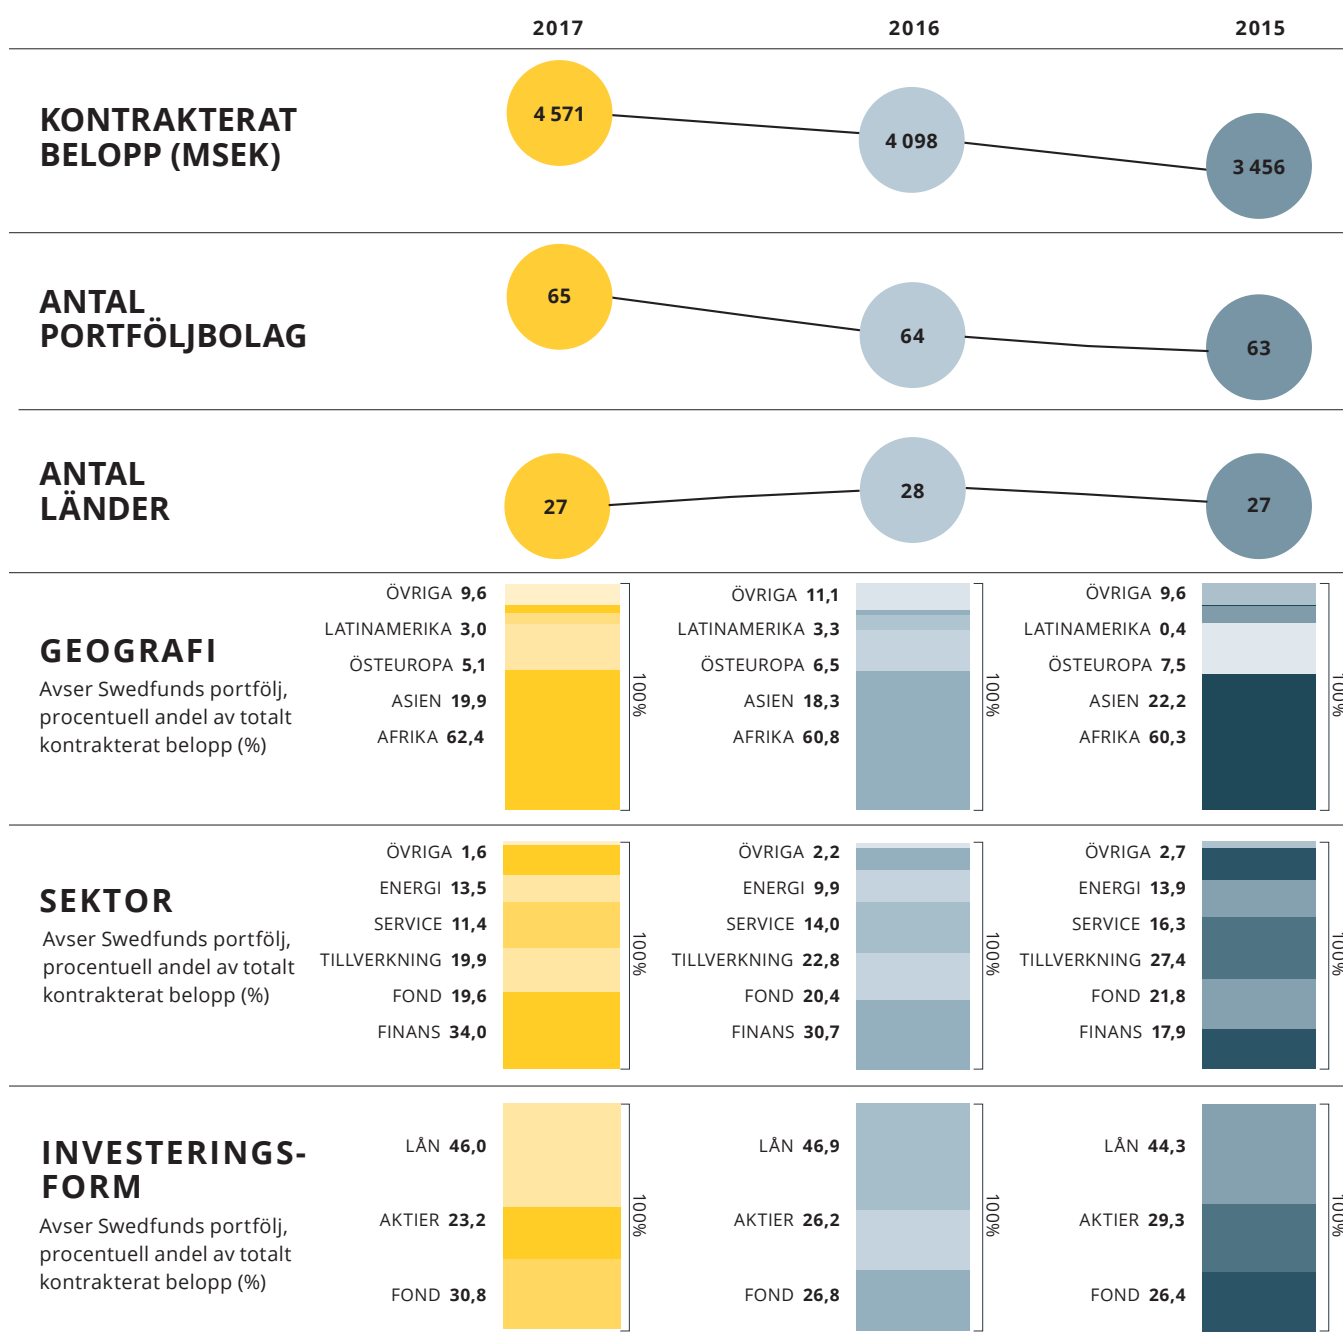 2017 2016 2015
KONTRAKTERAT
BELOPP (MSEK)
4 571 4 098 3 456
ANTAL
PORTFÖLJBOLAG
65 64 63
ANTAL
LÄNDER
27 28 27
GEOGRAFI
Avser Swedfunds portfölj,
procentuell andel av totalt
kontrakterat belopp (%)
ÖVRIGA 9,6
LATINAMERIKA 3,0
ÖSTEUROPA 5,1
ASIEN 19,9
AFRIKA 62,4
100%
ÖVRIGA 11,1
LATINAMERIKA 3,3
ÖSTEUROPA 6,5
ASIEN 18,3
AFRIKA 60,8
100%
ÖVRIGA 9,6
LATINAMERIKA 0,4
ÖSTEUROPA 7,5
ASIEN 22,2
AFRIKA 60,3
100%
SEKTOR
Avser Swedfunds portfölj,
procentuell andel av totalt
kontrakterat belopp (%)
ÖVRIGA 1,6
ENERGI 13,5
SERVICE 11,4
TILLVERKNING 19,9
FOND 19,6
FINANS 34,0
100%
ÖVRIGA 2,2
ENERGI 9,9
SERVICE 14,0
TILLVERKNING 22,8
FOND 20,4
FINANS 30,7
100%
ÖVRIGA 2,7
ENERGI 13,9
SERVICE 16,3
TILLVERKNING 27,4
FOND 21,8
FINANS 17,9
100%
INVESTERINGS-
FORM
Avser Swedfunds portfölj,
procentuell andel av totalt
kontrakterat belopp (%)
LÅN 46,0
AKTIER 23,2
FOND 30,8
100%
LÅN 46,9
AKTIER 26,2
FOND 26,8
100%
LÅN 44,3
AKTIER 29,3
FOND 26,4
100%